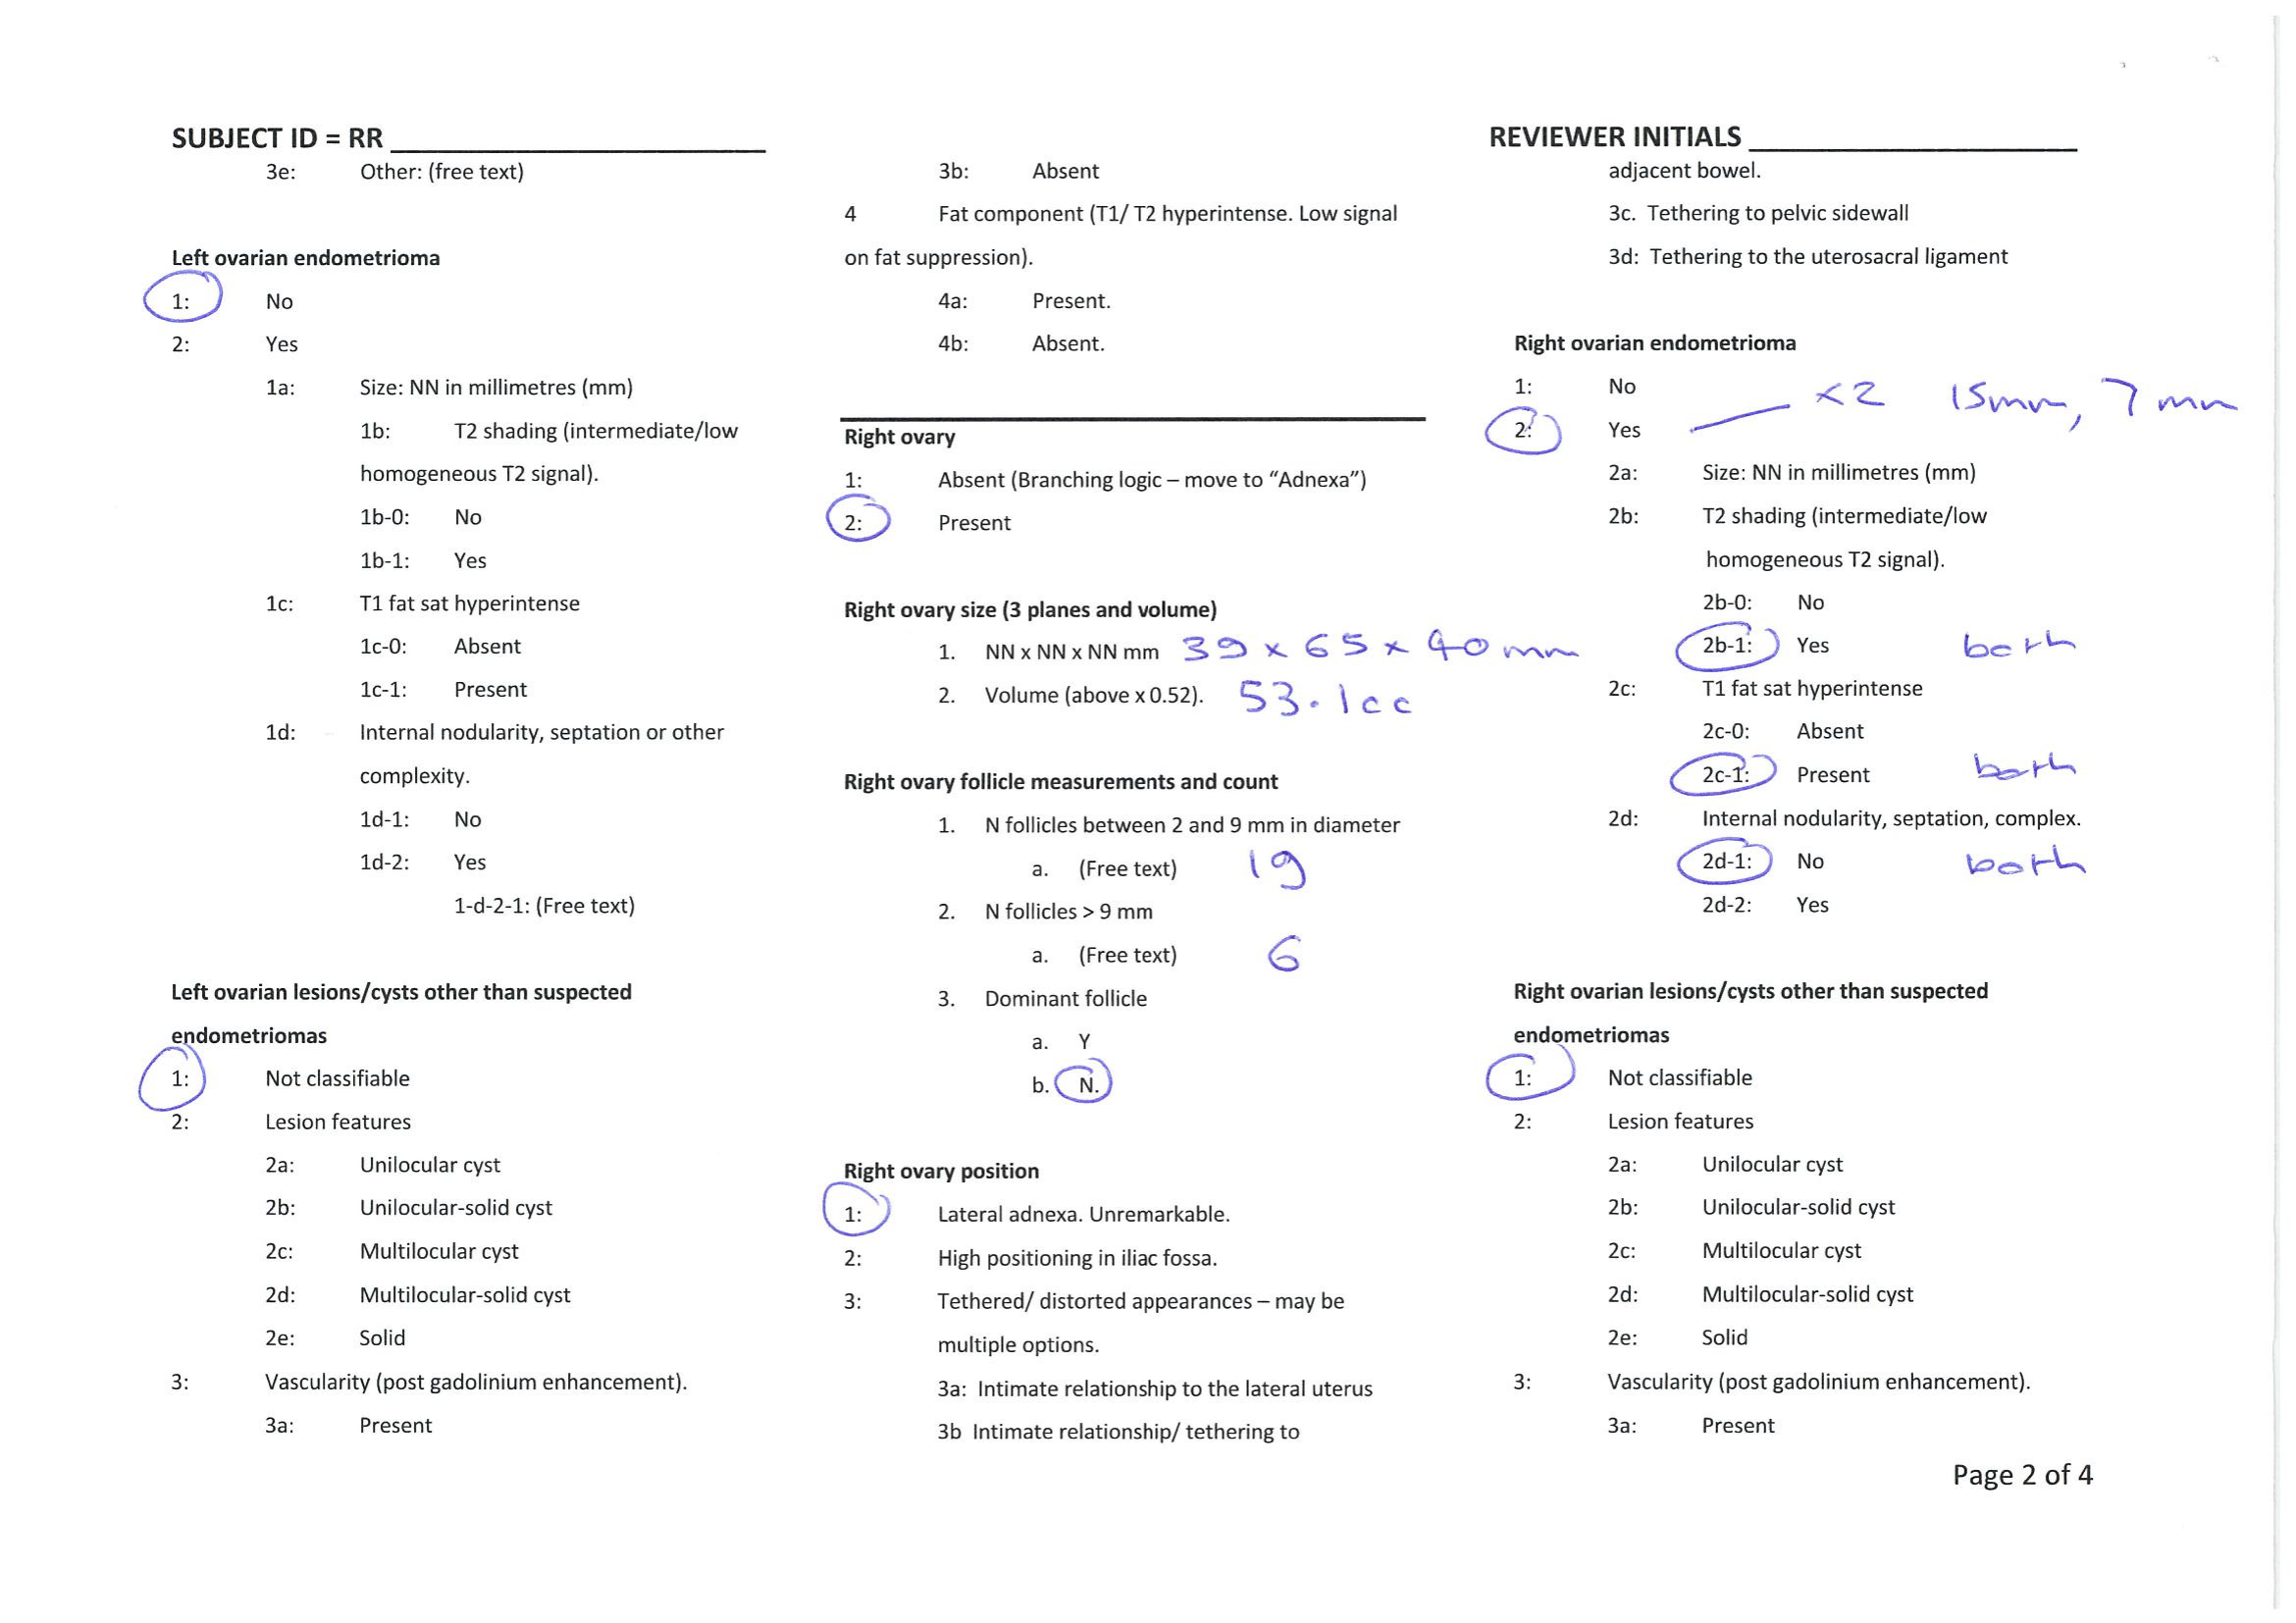 SUBJECT ID = RR
3e: Other: (free text)
Left ovarian endometrioma
1: No
2: Yes
1a: Size: NN in millimetres (mm)
1b: T2 shading (intermediate/low
homogeneous T2 signal).
1b-0: No
1b-1: Yes
1c: T1 fat sat hyperintense
1c-0: Absent
1c-1: Present
1d: Internal nodularity, septation or other
complexity.
1d-1: No
1d-2: Yes
1-d-2-1: (Free text)
Left ovarian lesions/cysts other than suspected
endometriomas
1: Not classifiable
2: Lesion features
2a: Unilocular cyst
2b: Unilocular-solid cyst
2c: Multilocular cyst
2d: Multilocular-solid cyst
2e: Solid
3: Vascularity (post gadolinium enhancement).
3a: Present
3b: Absent
4 Fat component (T1/ T2 hyperintense. Low signal
on fat suppression).
4a: Present.
4b: Absent.
Right ovary
1: Absent (Branching logic – move to “Adnexa”)
2: Present
Right ovary size (3 planes and volume)
1. NN x NN x NN mm 39 x 65 x 40 mm
2. Volume (above x 0.52). 53.1cc
Right ovary follicle measurements and count
1. N follicles between 2 and 9 mm in diameter
a. (Free text) 19
2. N follicles > 9 mm
a. (Free text) 6
3. Dominant follicle
a. Y
b. N.
Right ovary position
1: Lateral adnexa. Unremarkable.
2: High positioning in iliac fossa.
3: Tethered/ distorted appearances – may be
multiple options.
3a: Intimate relationship to the lateral uterus
3b Intimate relationship/ tethering to
REVIEWER INITIALS
adjacent bowel.
3c. Tethering to pelvic sidewall
3d: Tethering to the uterosacral ligament
Right ovarian endometrioma
1: No
2: Yes x2 15mm, 7mm
2a: Size: NN in millimetres (mm)
2b: T2 shading (intermediate/low
homogeneous T2 signal).
2b-0: No
2b-1: Yes both
2c: T1 fat sat hyperintense
2c-0: Absent
2c-1: Present both
2d: Internal nodularity, septation, complex.
2d-1: No both
2d-2: Yes
Right ovarian lesions/cysts other than suspected
endometriomas
1: Not classifiable
2: Lesion features
2a: Unilocular cyst
2b: Unilocular-solid cyst
2c: Multilocular cyst
2d: Multilocular-solid cyst
2e: Solid
3: Vascularity (post gadolinium enhancement).
3a: Present
Page 2 of 4